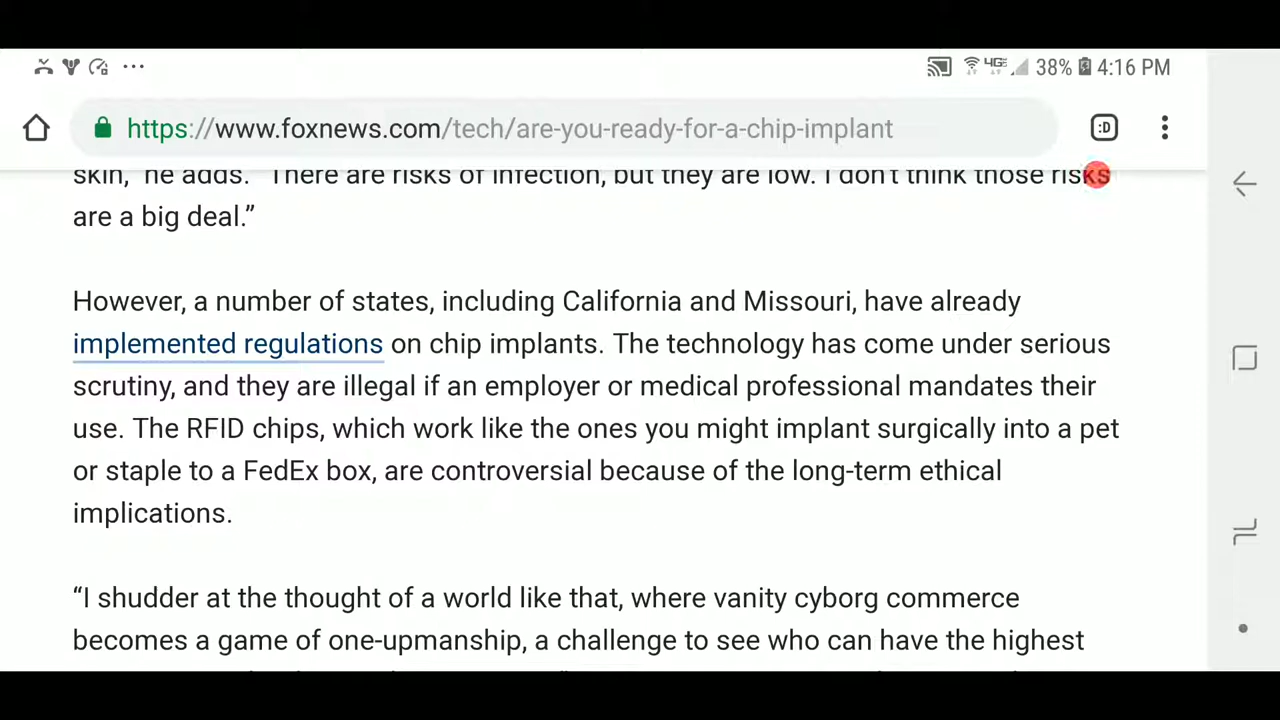 38% 4:16 PM
https://www.foxnews.com/tech/are-you-ready-for-a-chip-implant
:D
skin," he adds. "There are risks of infection, but they are low. I don't think those risks
are a big deal.”
However, a number of states, including California and Missouri, have already
implemented regulations on chip implants. The technology has come under serious
scrutiny, and they are illegal if an employer or medical professional mandates their
use. The RFID chips, which work like the ones you might implant surgically into a pet
or staple to a FedEx box, are controversial because of the long-term ethical
implications.
“I shudder at the thought of a world like that, where vanity cyborg commerce
becomes a game of one-upmanship, a challenge to see who can have the highest